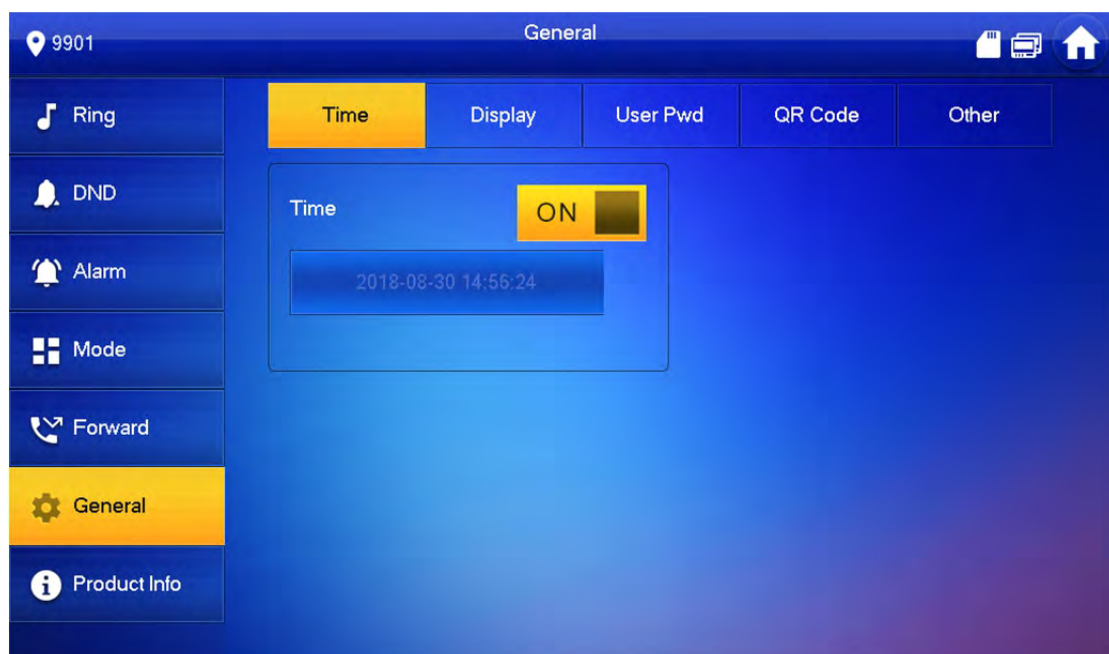 9901
General
Ring
DND
Alarm
Mode
Forward
General
Product Info
Time
Display
User Pwd
QR Code
Other
Time
ON
2018-08-30 14:56:24